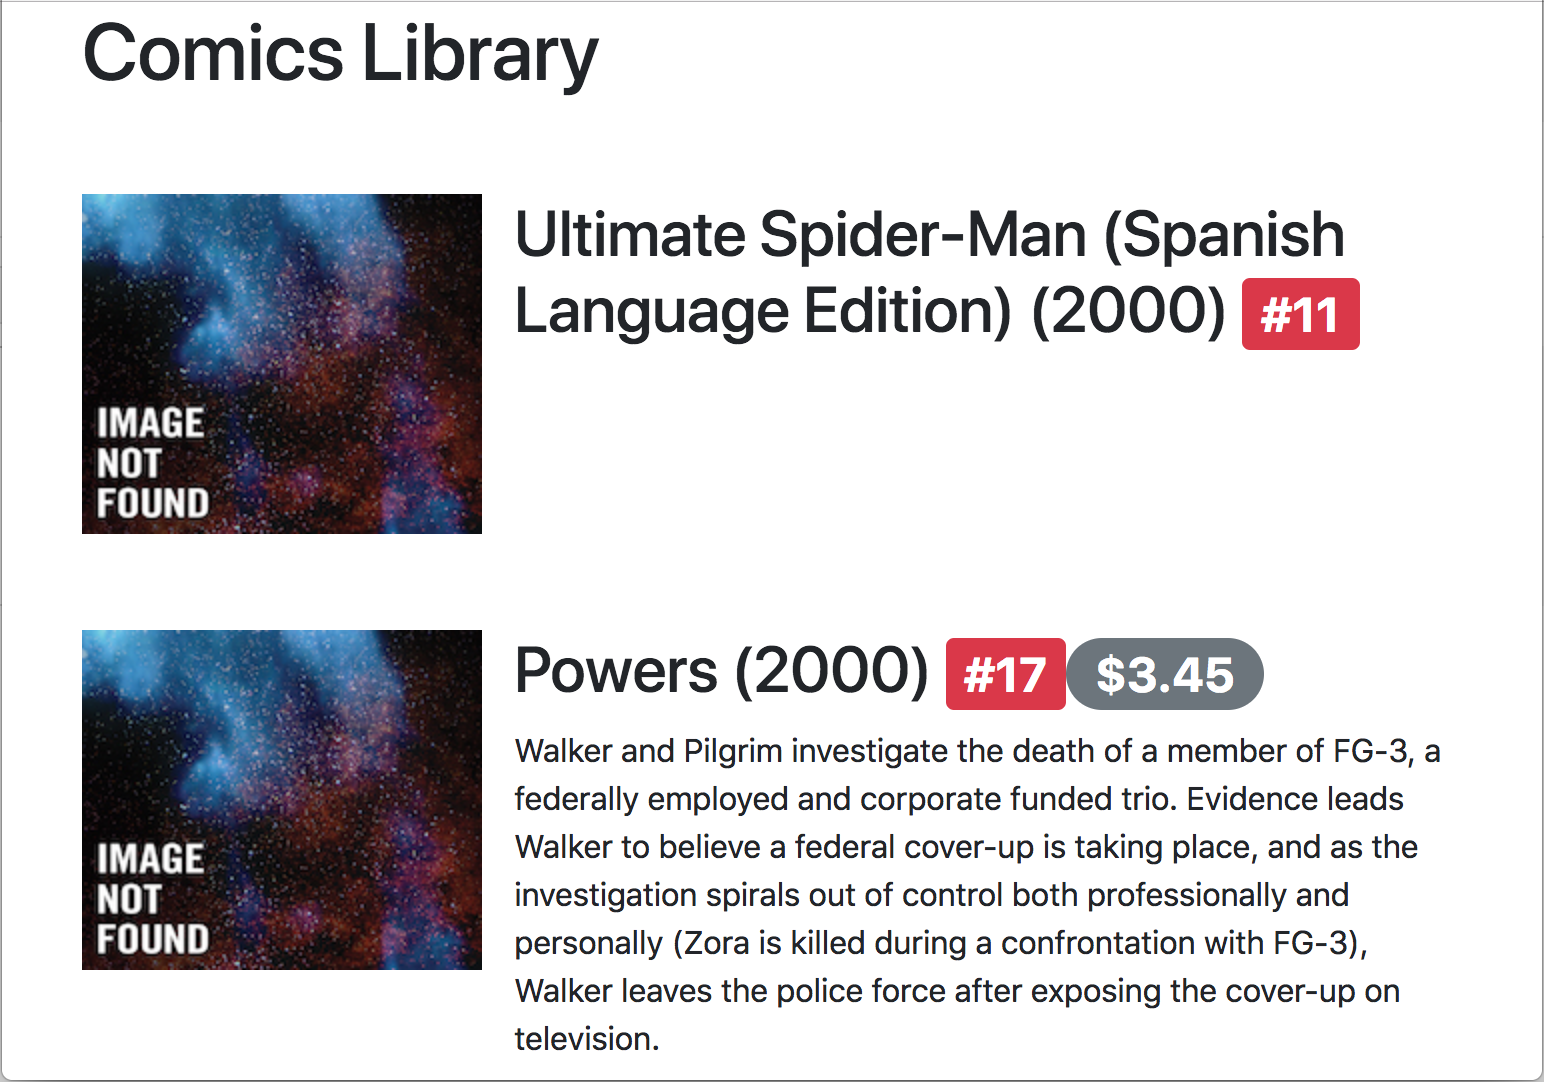 Comics Library
Ultimate Spider-Man (Spanish
Language Edition) (2000) #11
IMAGE
NOT
FOUND
Powers (2000) #17 $3.45
Walker and Pilgrim investigate the death of a member of FG-3, a
federally employed and corporate funded trio. Evidence leads
Walker to believe a federal cover-up is taking place, and as the
investigation spirals out of control both professionally and
personally (Zora is killed during a confrontation with FG-3),
Walker leaves the police force after exposing the cover-up on
television.
IMAGE
NOT
FOUND